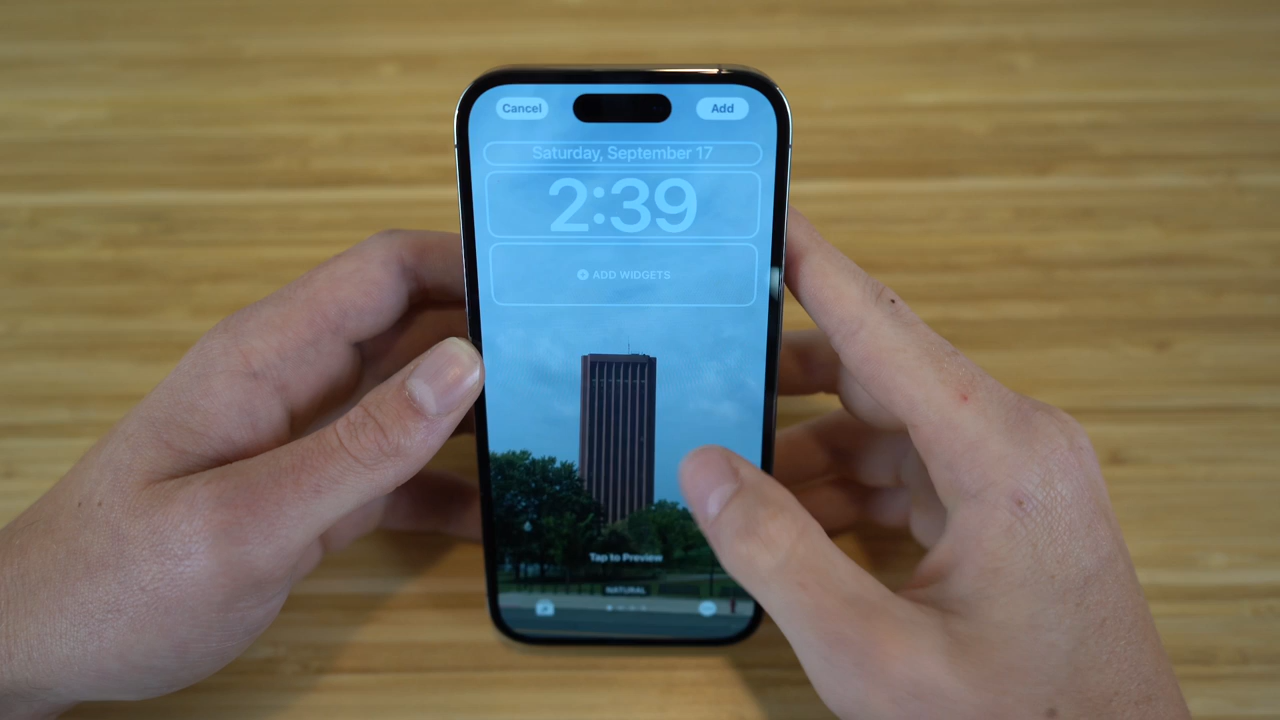 Cancel
Add
Saturday, September 17
2:39
ADD WIDGETS
Tap to Preview
NATURAL